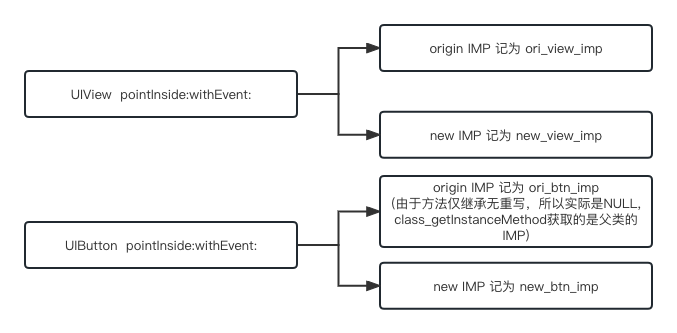 origin IMP 记为 ori_view_imp
UIView pointInside:withEvent:
new IMP 记为 new_view_imp
origin IMP 记为 ori_btn_imp
(由于方法仅继承无重写，所以实际是NULL,
class_getInstanceMethod获取的是父类的
IMP)
UIButton pointInside:withEvent:
new IMP 记为 new_btn_imp